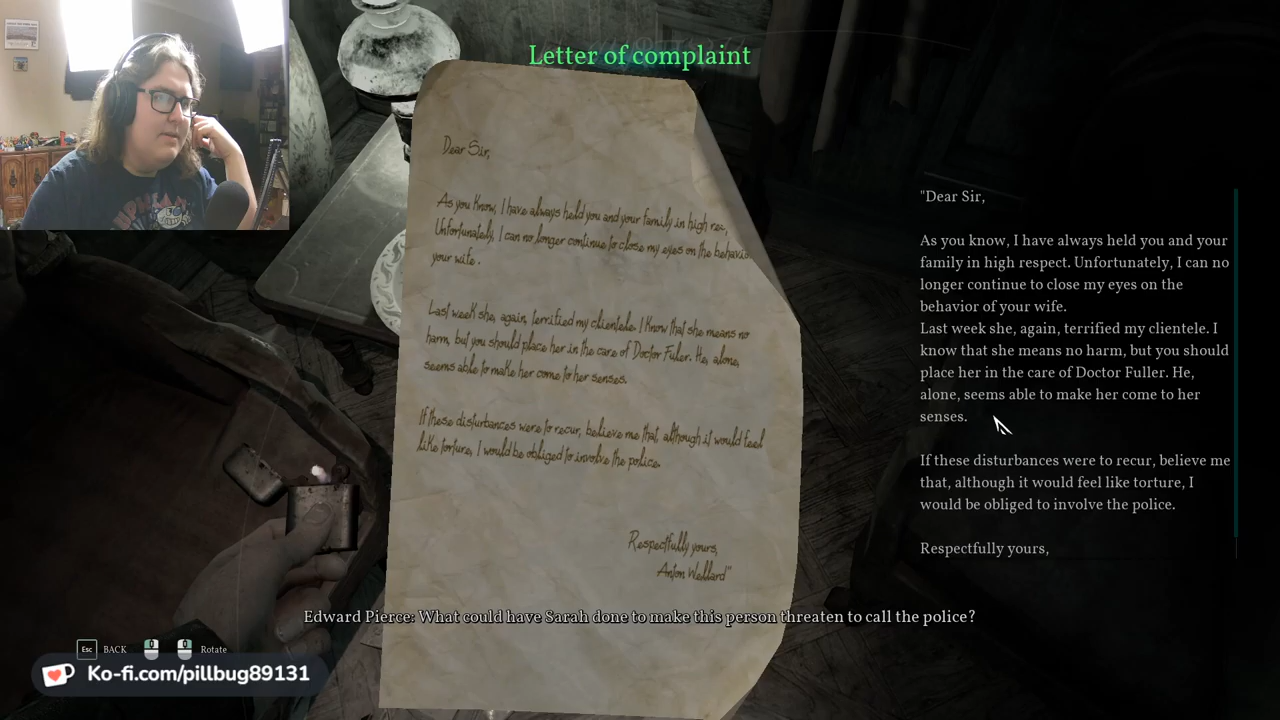 Letter of complaint
Dear Sir,
As you know, I have always held you and your family in high
Unfortunately, I can no longer continue to close my eyes on the behavio
your wife.
Last week she, again, terrified my clientele. I know that she means no
harm, but you should place her in the care of Doctor Fuller. He, alone,
seems able to make her come to her senses.
If these disturbances were to recur, believe me that, although it would feel
like torture, I would be obliged to involve the police.
Respectfully yours,
Anton Wellard"
"Dear Sir,
As you know, I have always held you and your
family in high respect. Unfortunately, I can no
longer continue to close my eyes on the
behavior of your wife.
Last week she, again, terrified my clientele. I
know that she means no harm, but you should
place her in the care of Doctor Fuller. He,
alone, seems able to make her come to her
senses.
If these disturbances were to recur, believe me
that, although it would feel like torture, I
would be obliged to involve the police.
Respectfully yours,
Edward Pierce: What could have Sarah done to make this person threaten to call the police?
Esc BACK Rotate
Ko-fi.com/pillbug89131